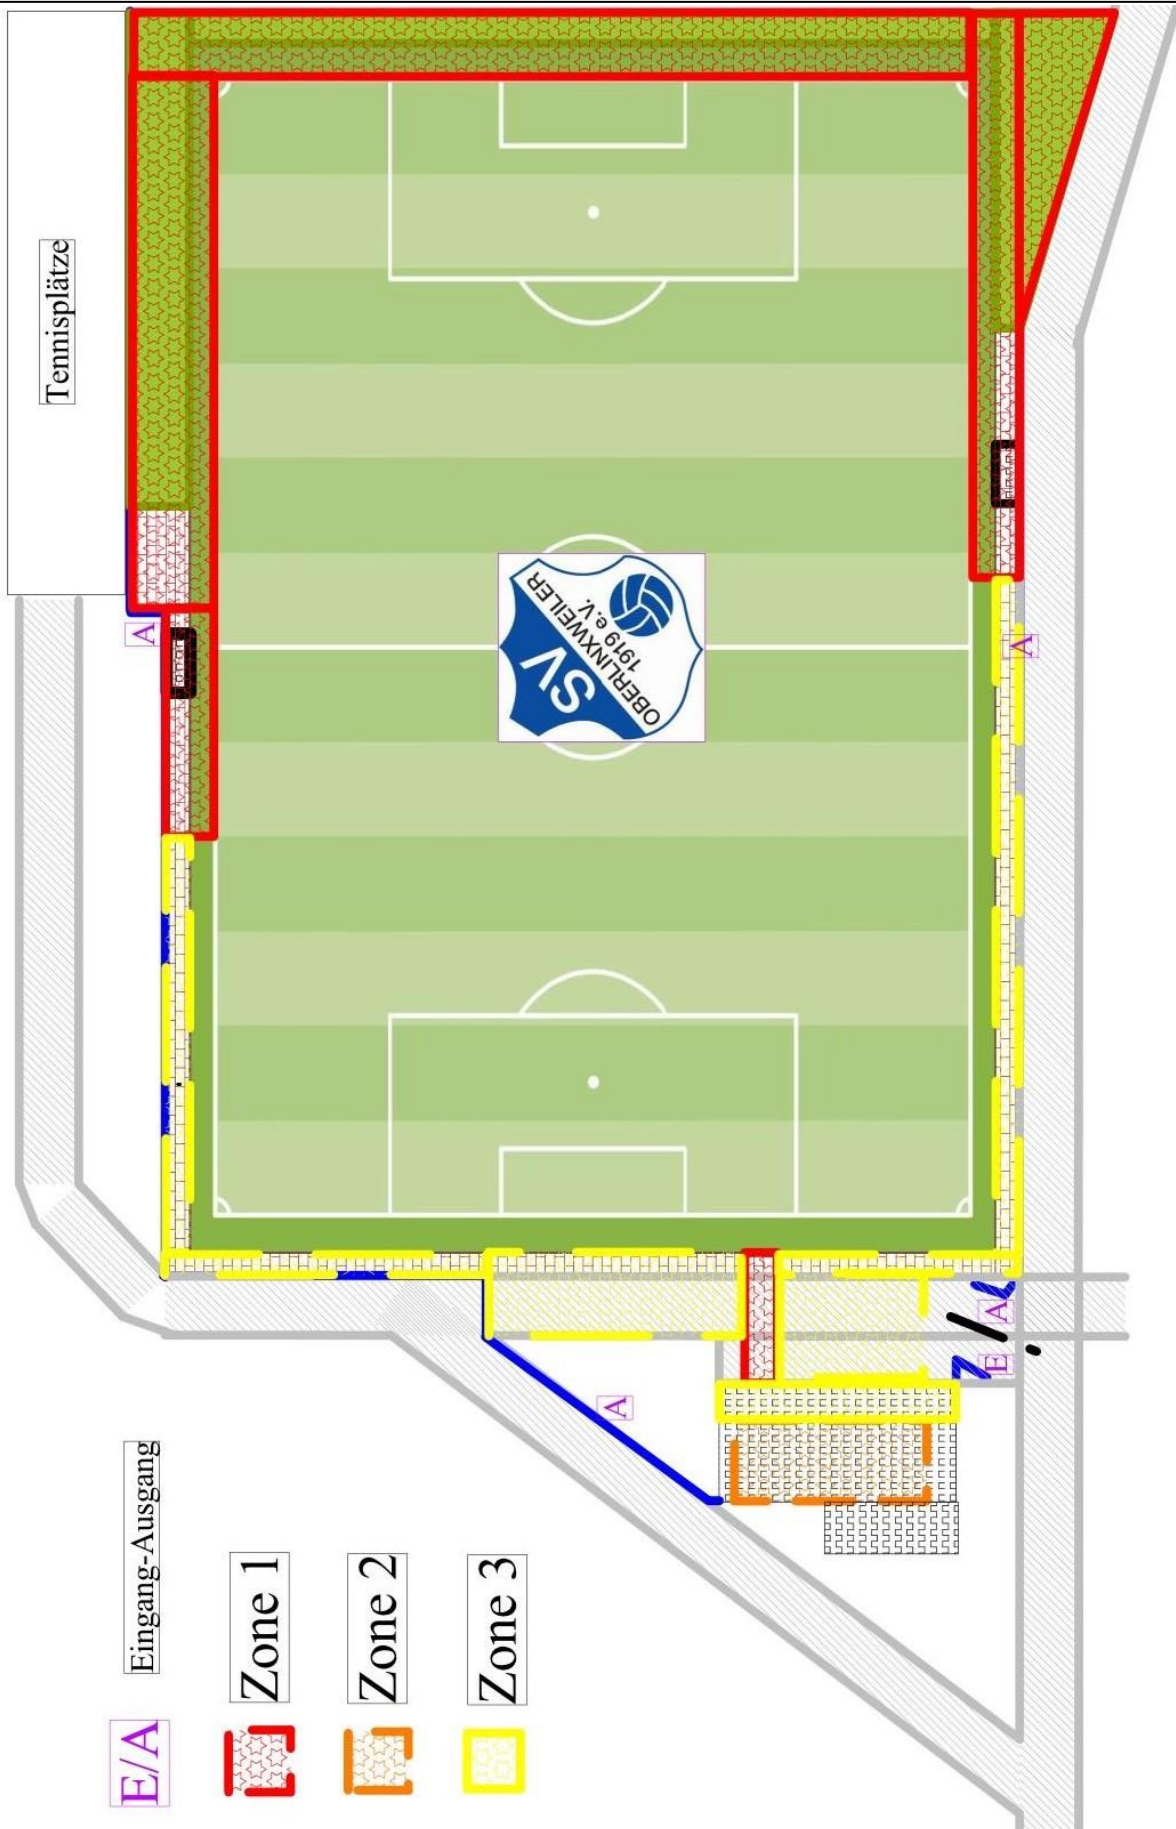 Tennisplätze
A
SV
OBERLINXWEILER
1919 e.V.
A
A
E
A
A
Eingang-Ausgang
E/A
Zone 1
Zone 2
Zone 3